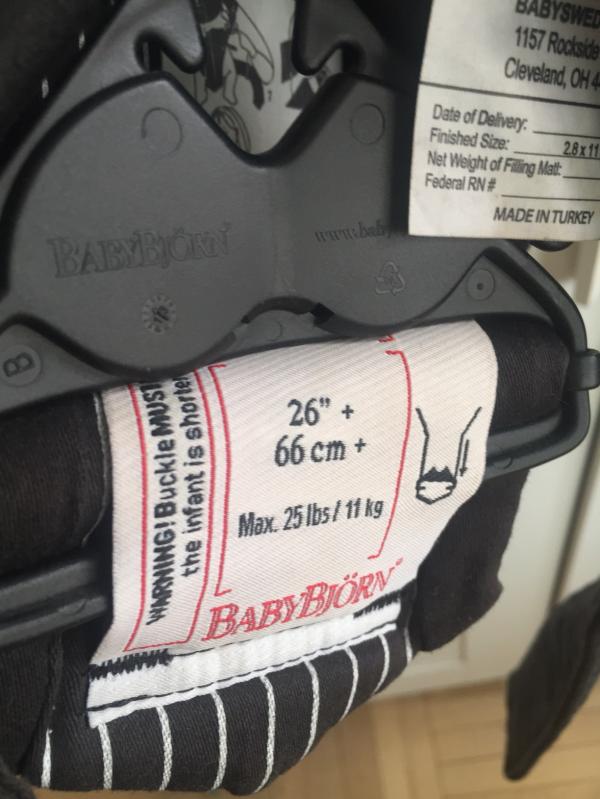 BABYSWED
1157 Rockside
Cleveland, OH 4
Date of Delivery:
Finished Size: 2.8 x 11
Net Weight of Filling Matt:
Federal RN #
MADE IN TURKEY
BABYBJÖRN
www.baby
B
WARNING! Buckle MUST
the infant is shorter
26" +
66 cm +
Max. 25 lbs / 11 kg
BABYBJÖRN®